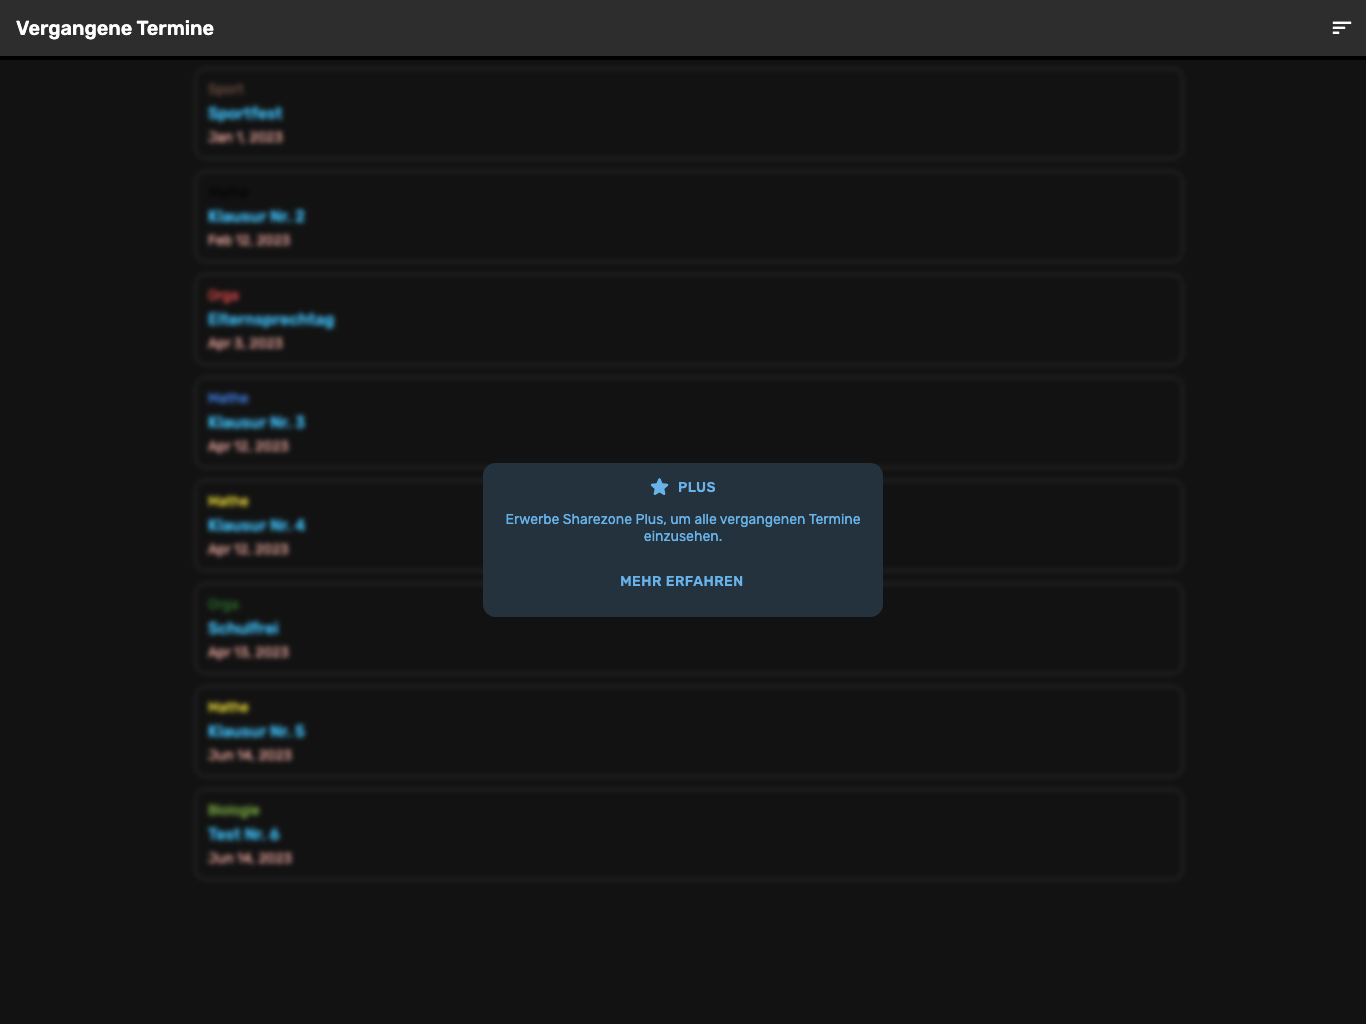 Vergangene Termine
Sport
Sportfest
Jan 1, 2023
Mathe
Klausur Nr. 2
Feb 12, 2023
Orga
Elternsprechtag
Apr 3, 2023
Mathe
Klausur Nr. 3
Apr 12, 2023
Mathe
Klausur Nr. 4
Apr 12, 2023
PLUS
Erwerbe Sharezone Plus, um alle vergangenen Termine
einzusehen.
MEHR ERFAHREN
Orga
Schulfrei
Apr 13, 2023
Mathe
Klausur Nr. 5
Jun 14, 2023
Biologie
Test Nr. 6
Jun 14, 2023